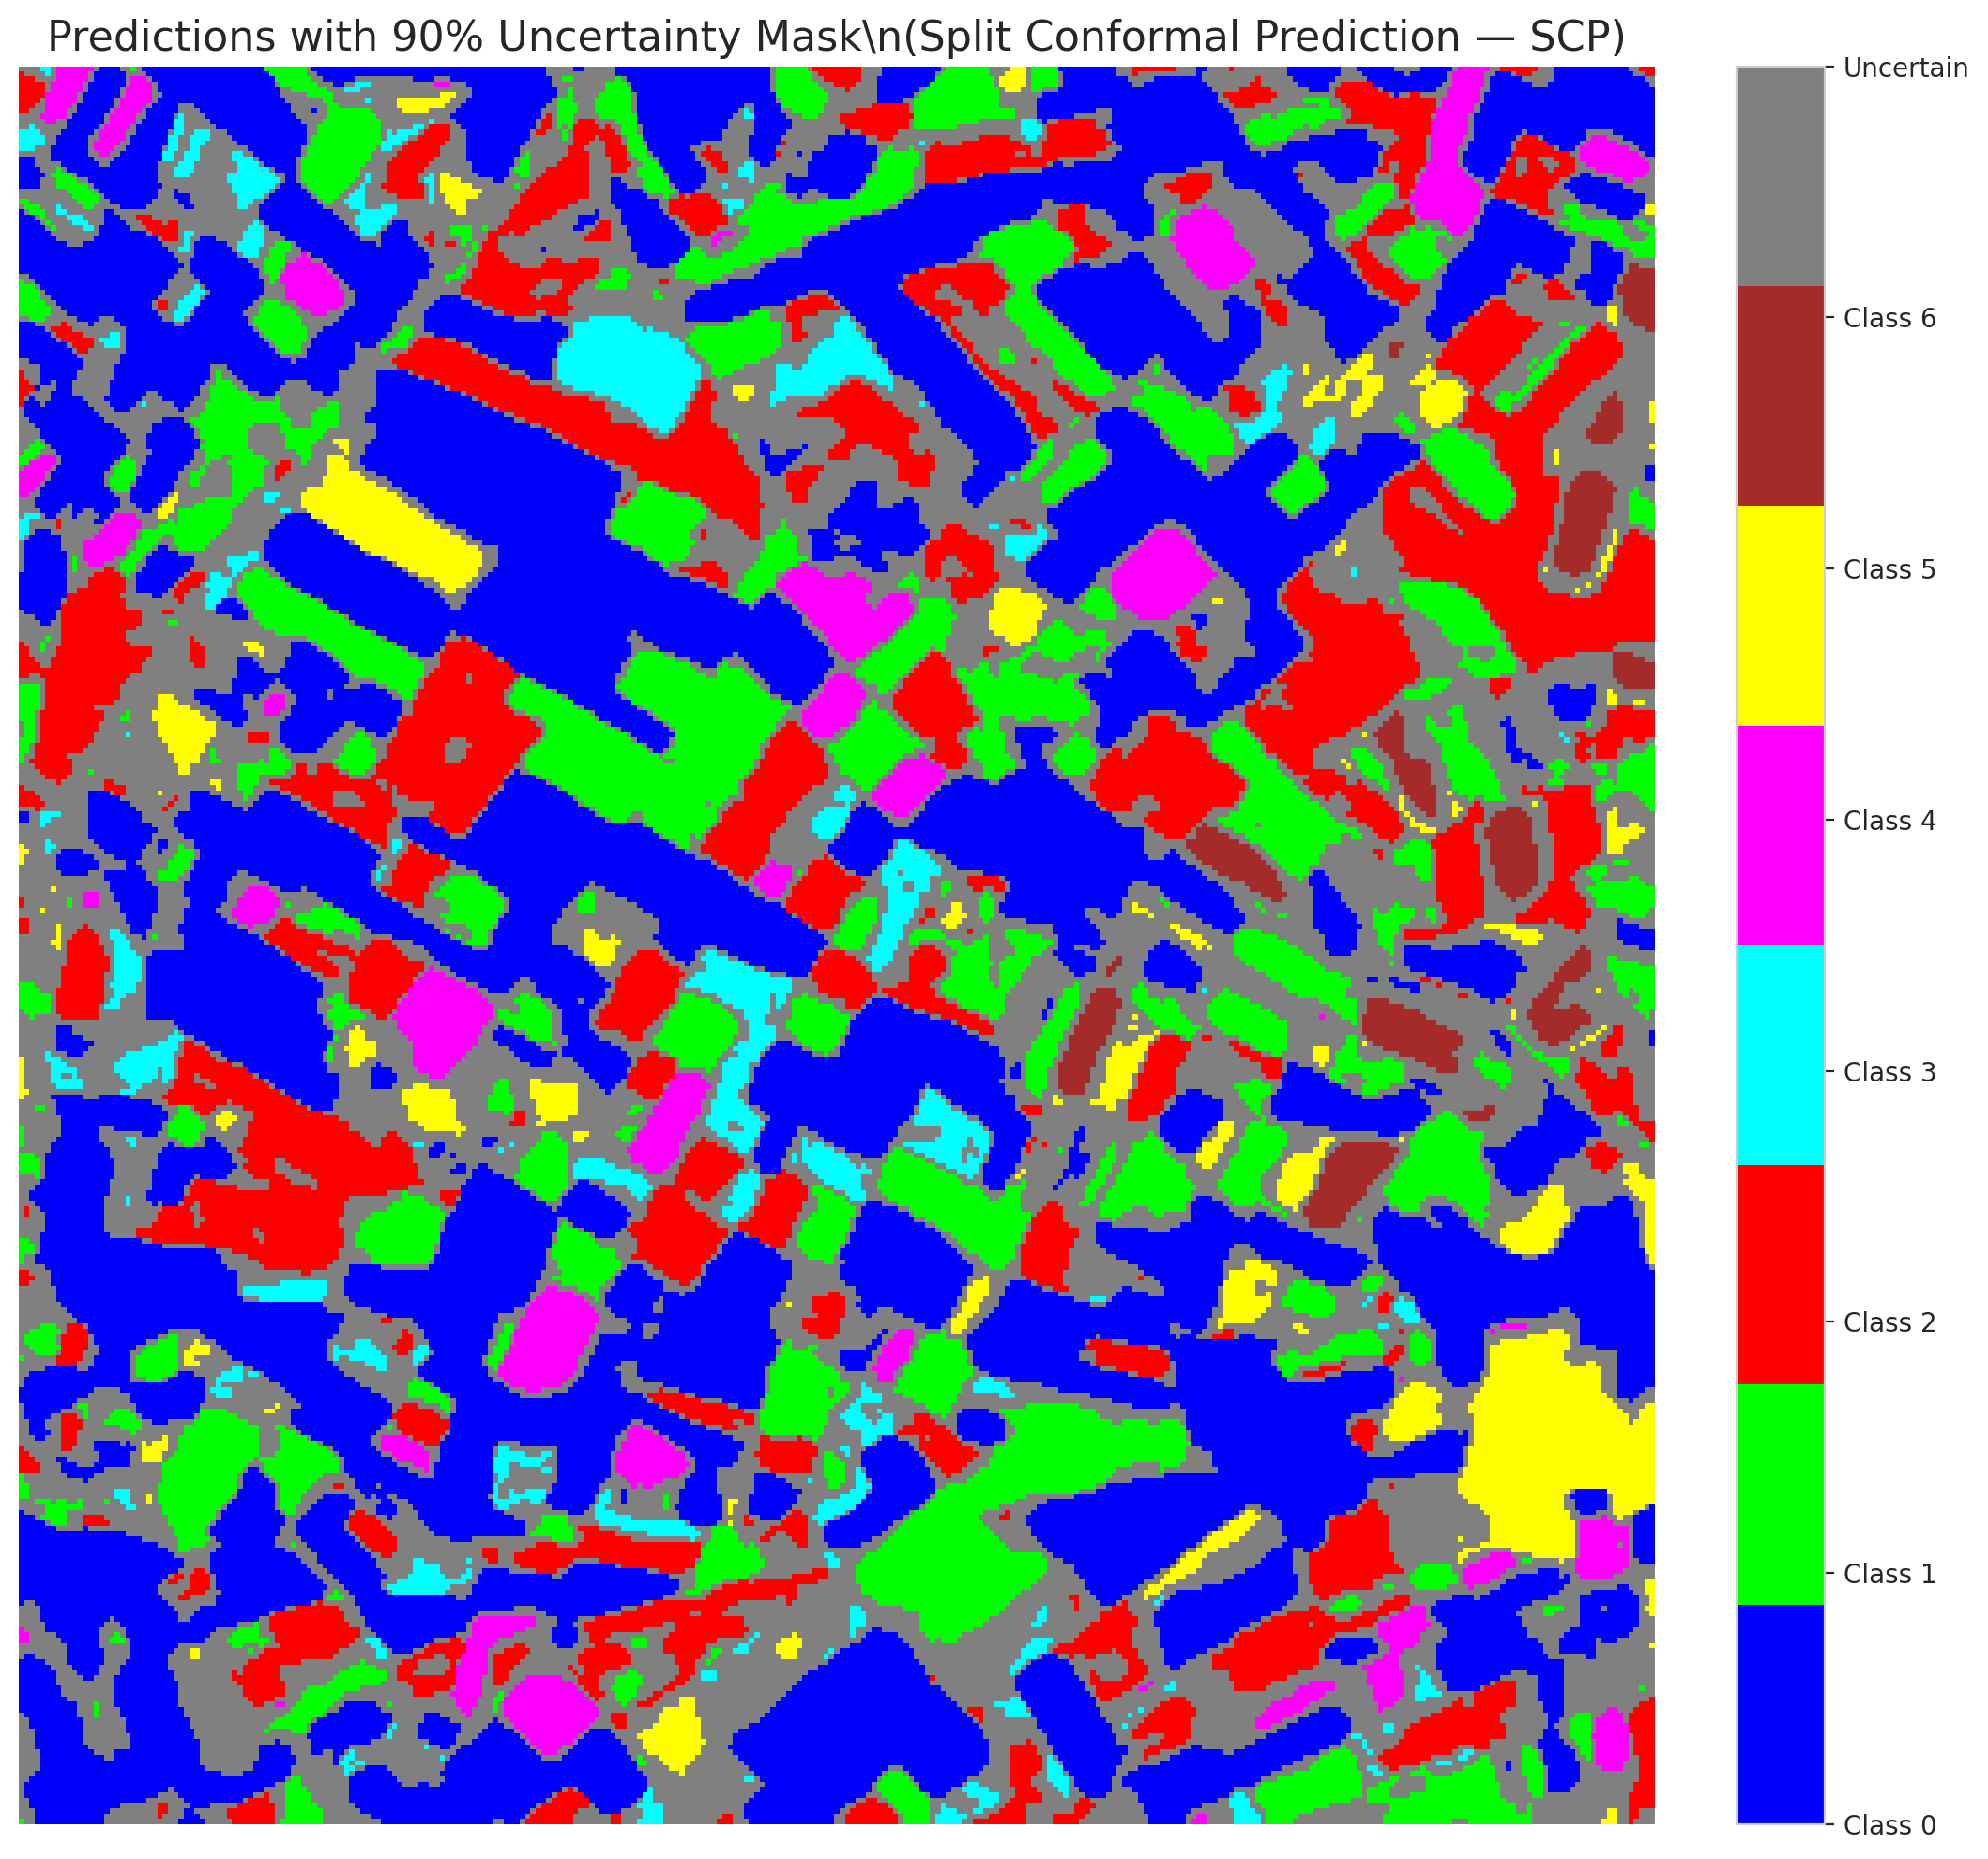 Predictions with 90% Uncertainty Mask\n(Split Conformal Prediction — SCP)
Uncertain
Class 6
Class 5
Class 4
Class 3
Class 2
Class 1
Class 0